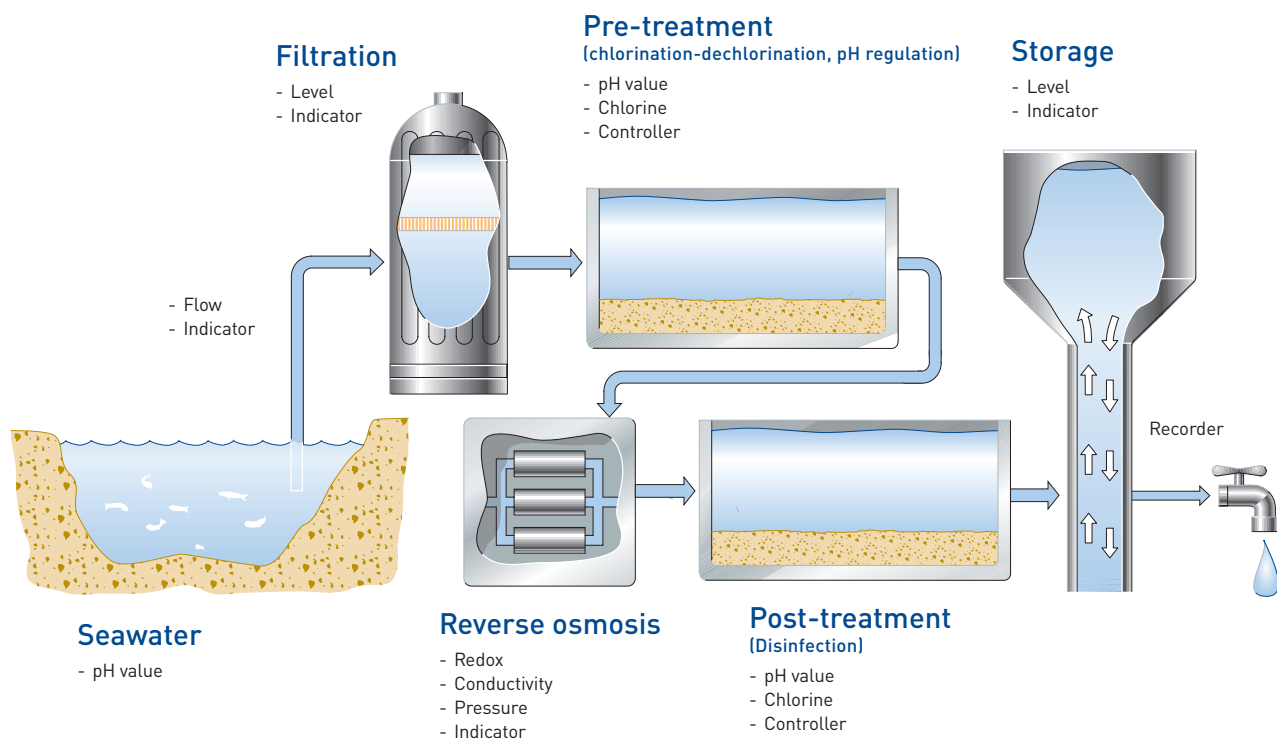 Filtration
- Level
- Indicator
Pre-treatment
(chlorination-dechlorination, pH regulation)
- pH value
- Chlorine
- Controller
Storage
- Level
- Indicator
- Flow
- Indicator
Recorder
Seawater
- pH value
Reverse osmosis
- Redox
- Conductivity
- Pressure
- Indicator
Post-treatment
(Disinfection)
- pH value
- Chlorine
- Controller